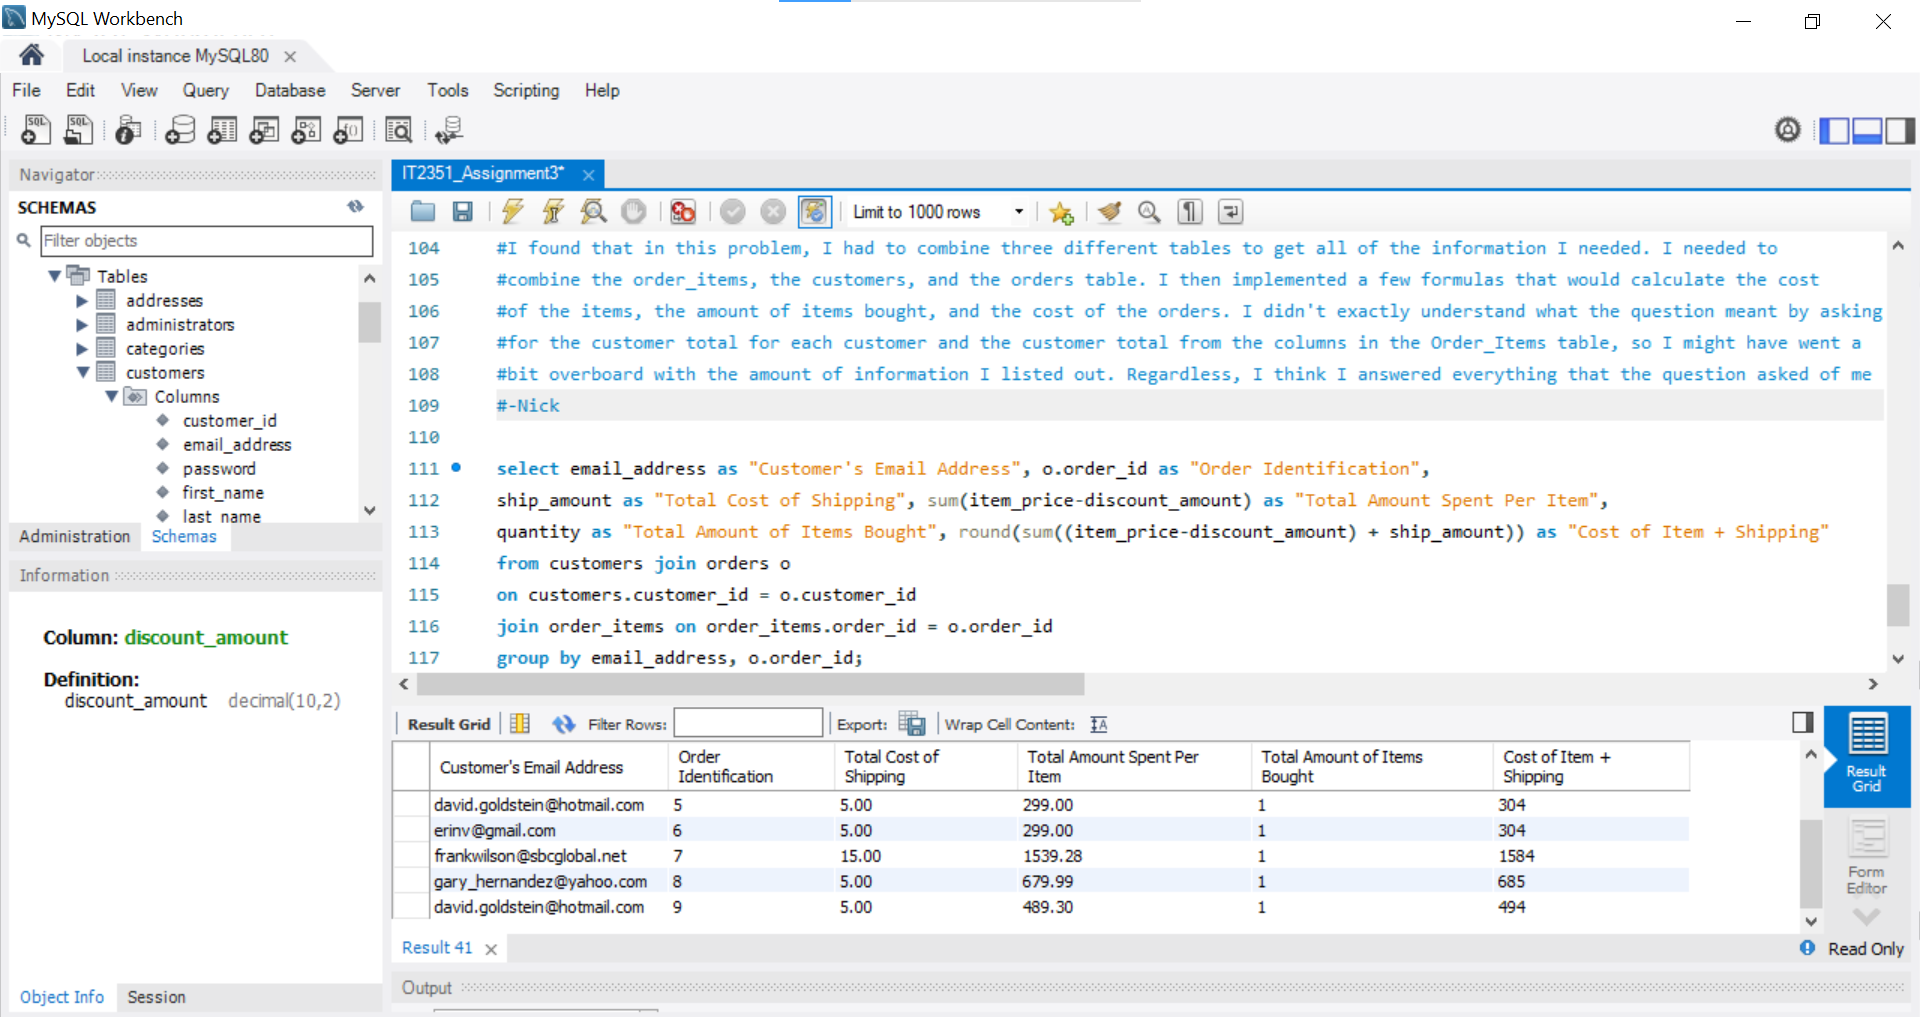 MySQL Workbench
Local instance MySQL80
File Edit View Query Database Server Tools Scripting Help
Navigator
SCHEMAS
Filter objects
Tables
addresses
administrators
categories
customers
Columns
customer_id
email_address
password
first_name
last_name
Administration Schemas
Information
Column: discount_amount
Definition:
discount_amount decimal(10,2)
Object Info Session
IT2351_Assignment3*
Limit to 1000 rows
104 #I found that in this problem, I had to combine three different tables to get all of the information I needed. I needed to
105 #combine the order_items, the customers, and the orders table. I then implemented a few formulas that would calculate the cost
106 #of the items, the amount of items bought, and the cost of the orders. I didn't exactly understand what the question meant by asking
107 #for the customer total for each customer and the customer total from the columns in the Order_Items table, so I might have went a
108 #bit overboard with the amount of information I listed out. Regardless, I think I answered everything that the question asked of me
109 #-Nick
110
111 select email_address as "Customer's Email Address", o.order_id as "Order Identification",
112 ship_amount as "Total Cost of Shipping", sum(item_price-discount_amount) as "Total Amount Spent Per Item",
113 quantity as "Total Amount of Items Bought", round(sum((item_price-discount_amount) + ship_amount)) as "Cost of Item + Shipping"
114 from customers join orders o
115 on customers.customer_id = o.customer_id
116 join order_items on order_items.order_id = o.order_id
117 group by email_address, o.order_id;
Result Grid Filter Rows: Export: Wrap Cell Content:
Customer's Email Address Order Identification Total Cost of Shipping Total Amount Spent Per Item Total Amount of Items Bought Cost of Item + Shipping
david.goldstein@hotmail.com 5 5.00 299.00 1 304
erinv@gmail.com 6 5.00 299.00 1 304
frankwilson@sbcglobal.net 7 15.00 1539.28 1 1584
gary_hernandez@yahoo.com 8 5.00 679.99 1 685
david.goldstein@hotmail.com 9 5.00 489.30 1 494
Result Grid
Form Editor
Result 41
Read Only
Output